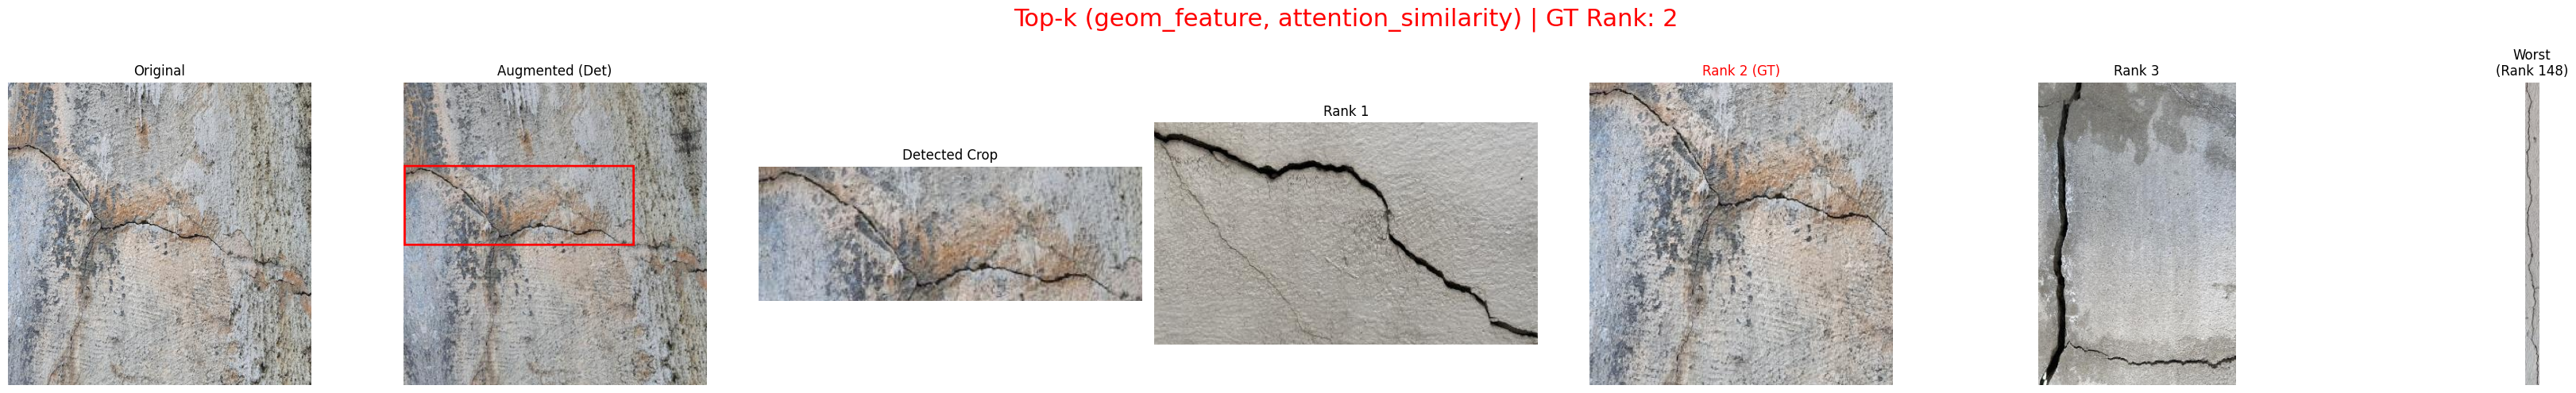 Top-k (geom_feature, attention_similarity) | GT Rank: 2
Original
Augmented (Det)
Detected Crop
Rank 1
Rank 2 (GT)
Rank 3
Worst
(Rank 148)